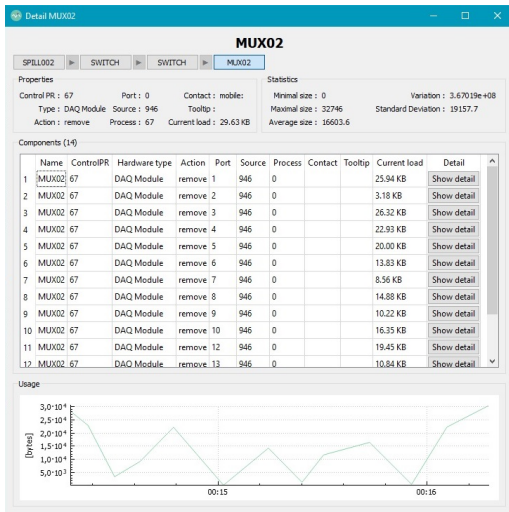 Detail MUX02
MUX02
SPILL002 SWITCH SWITCH MUX02
Properties
Control PR : 67 Port : 0 Contact : mobile:
Type : DAQ Module Source : 946 Tooltip :
Action : remove Process : 67 Current load : 29.63 KB
Statistics
Minimal size : 0 Variation : 3.67019e+08
Maximal size : 32746 Standard Deviation : 19157.7
Average size : 16603.6
Components (14)
Name ControlPR Hardware type Action Port Source Process Contact Tooltip Current load Detail
1 MUX02 67 DAQ Module remove 1 946 0 25.94 KB Show detail
2 MUX02 67 DAQ Module remove 2 946 0 3.18 KB Show detail
3 MUX02 67 DAQ Module remove 3 946 0 26.32 KB Show detail
4 MUX02 67 DAQ Module remove 4 946 0 22.93 KB Show detail
5 MUX02 67 DAQ Module remove 5 946 0 20.00 KB Show detail
6 MUX02 67 DAQ Module remove 6 946 0 13.83 KB Show detail
7 MUX02 67 DAQ Module remove 7 946 0 8.56 KB Show detail
8 MUX02 67 DAQ Module remove 8 946 0 14.88 KB Show detail
9 MUX02 67 DAQ Module remove 9 946 0 10.22 KB Show detail
10 MUX02 67 DAQ Module remove 10 946 0 16.35 KB Show detail
11 MUX02 67 DAQ Module remove 12 946 0 19.45 KB Show detail
12 MUX02 67 DAQ Module remove 13 946 0 10.84 KB Show detail
Usage
[bytes]
3,0·10⁴
2,5·10⁴
2,0·10⁴
1,5·10⁴
1,0·10⁴
5,0·10³
00:15 00:16